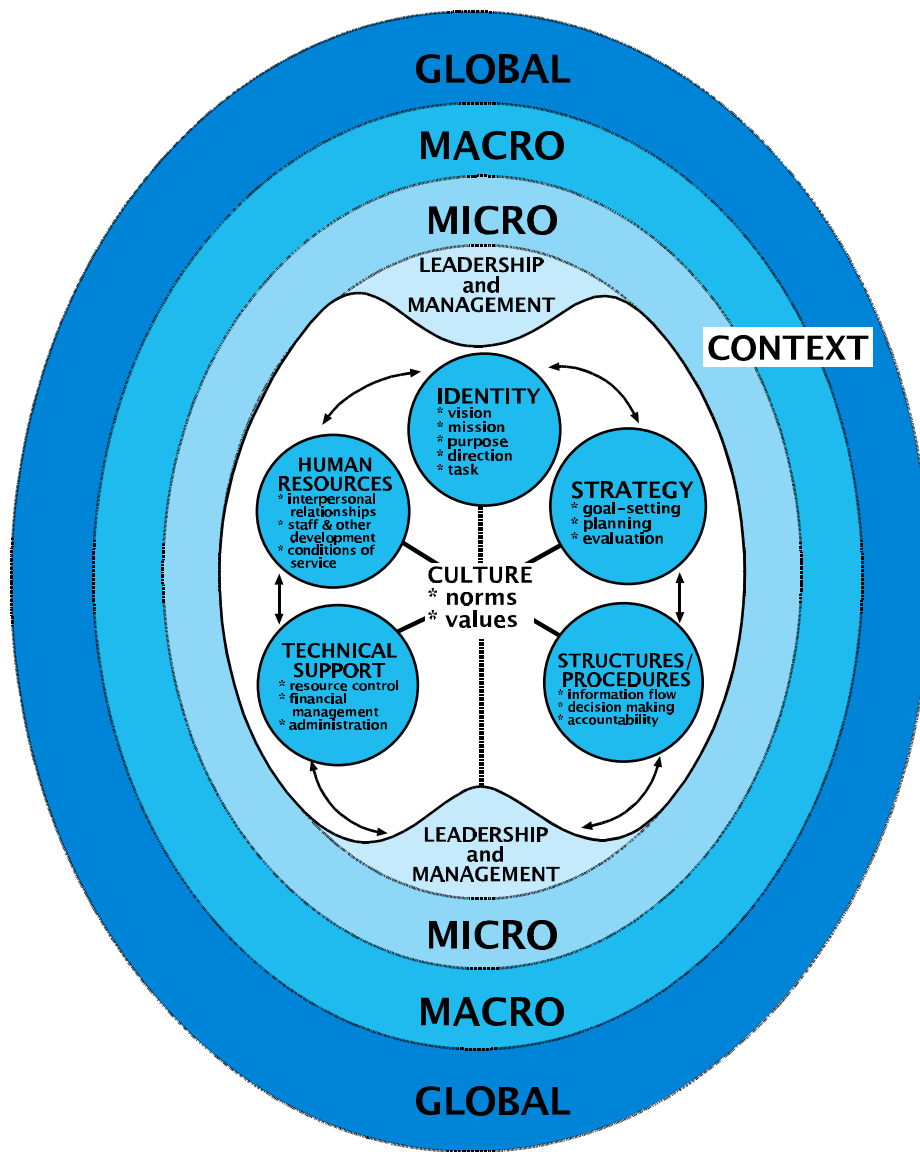 GLOBAL
MACRO
MICRO
LEADERSHIP
and
MANAGEMENT
CONTEXT
IDENTITY
* vision
* mission
* purpose
* direction
* task
HUMAN
RESOURCES
* interpersonal
relationships
* staff & other
development
* conditions of
service
STRATEGY
* goal-setting
* planning
* evaluation
CULTURE
* norms
* values
TECHNICAL
SUPPORT
* resource control
* financial
management
* administration
STRUCTURES/
PROCEDURES
* information flow
* decision making
* accountability
LEADERSHIP
and
MANAGEMENT
MICRO
MACRO
GLOBAL